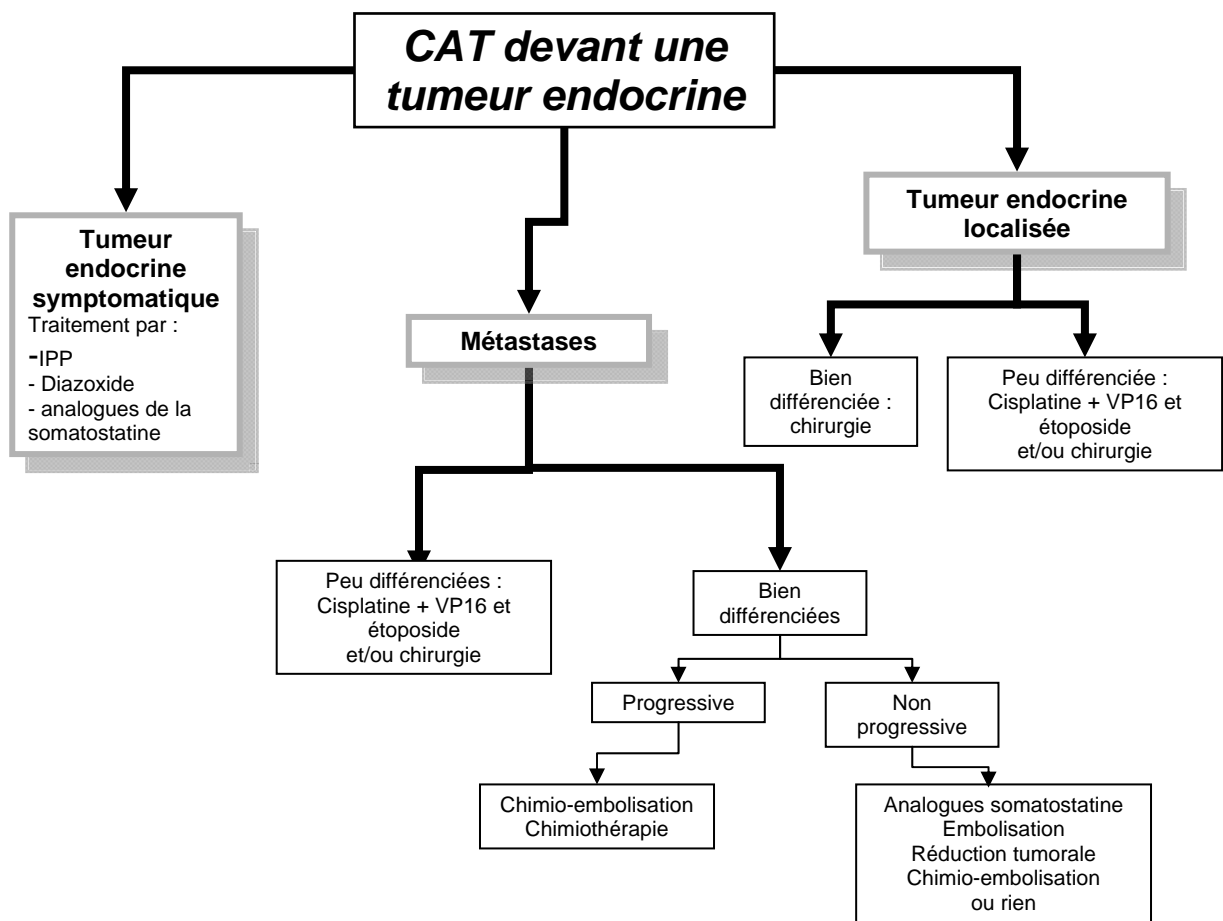 CAT devant une
tumeur endocrine
Tumeur
endocrine
symptomatique
Traitement par :
-IPP
- Diazoxide
- analogues de la
somatostatine
Métastases
Tumeur endocrine
localisée
Bien
différenciée :
chirurgie
Peu différenciée :
Cisplatine + VP16 et
étoposide
et/ou chirurgie
Peu différenciées :
Cisplatine + VP16 et
étoposide
et/ou chirurgie
Bien
différenciées
Progressive
Non
progressive
Chimio-embolisation
Chimiothérapie
Analogues somatostatine
Embolisation
Réduction tumorale
Chimio-embolisation
ou rien